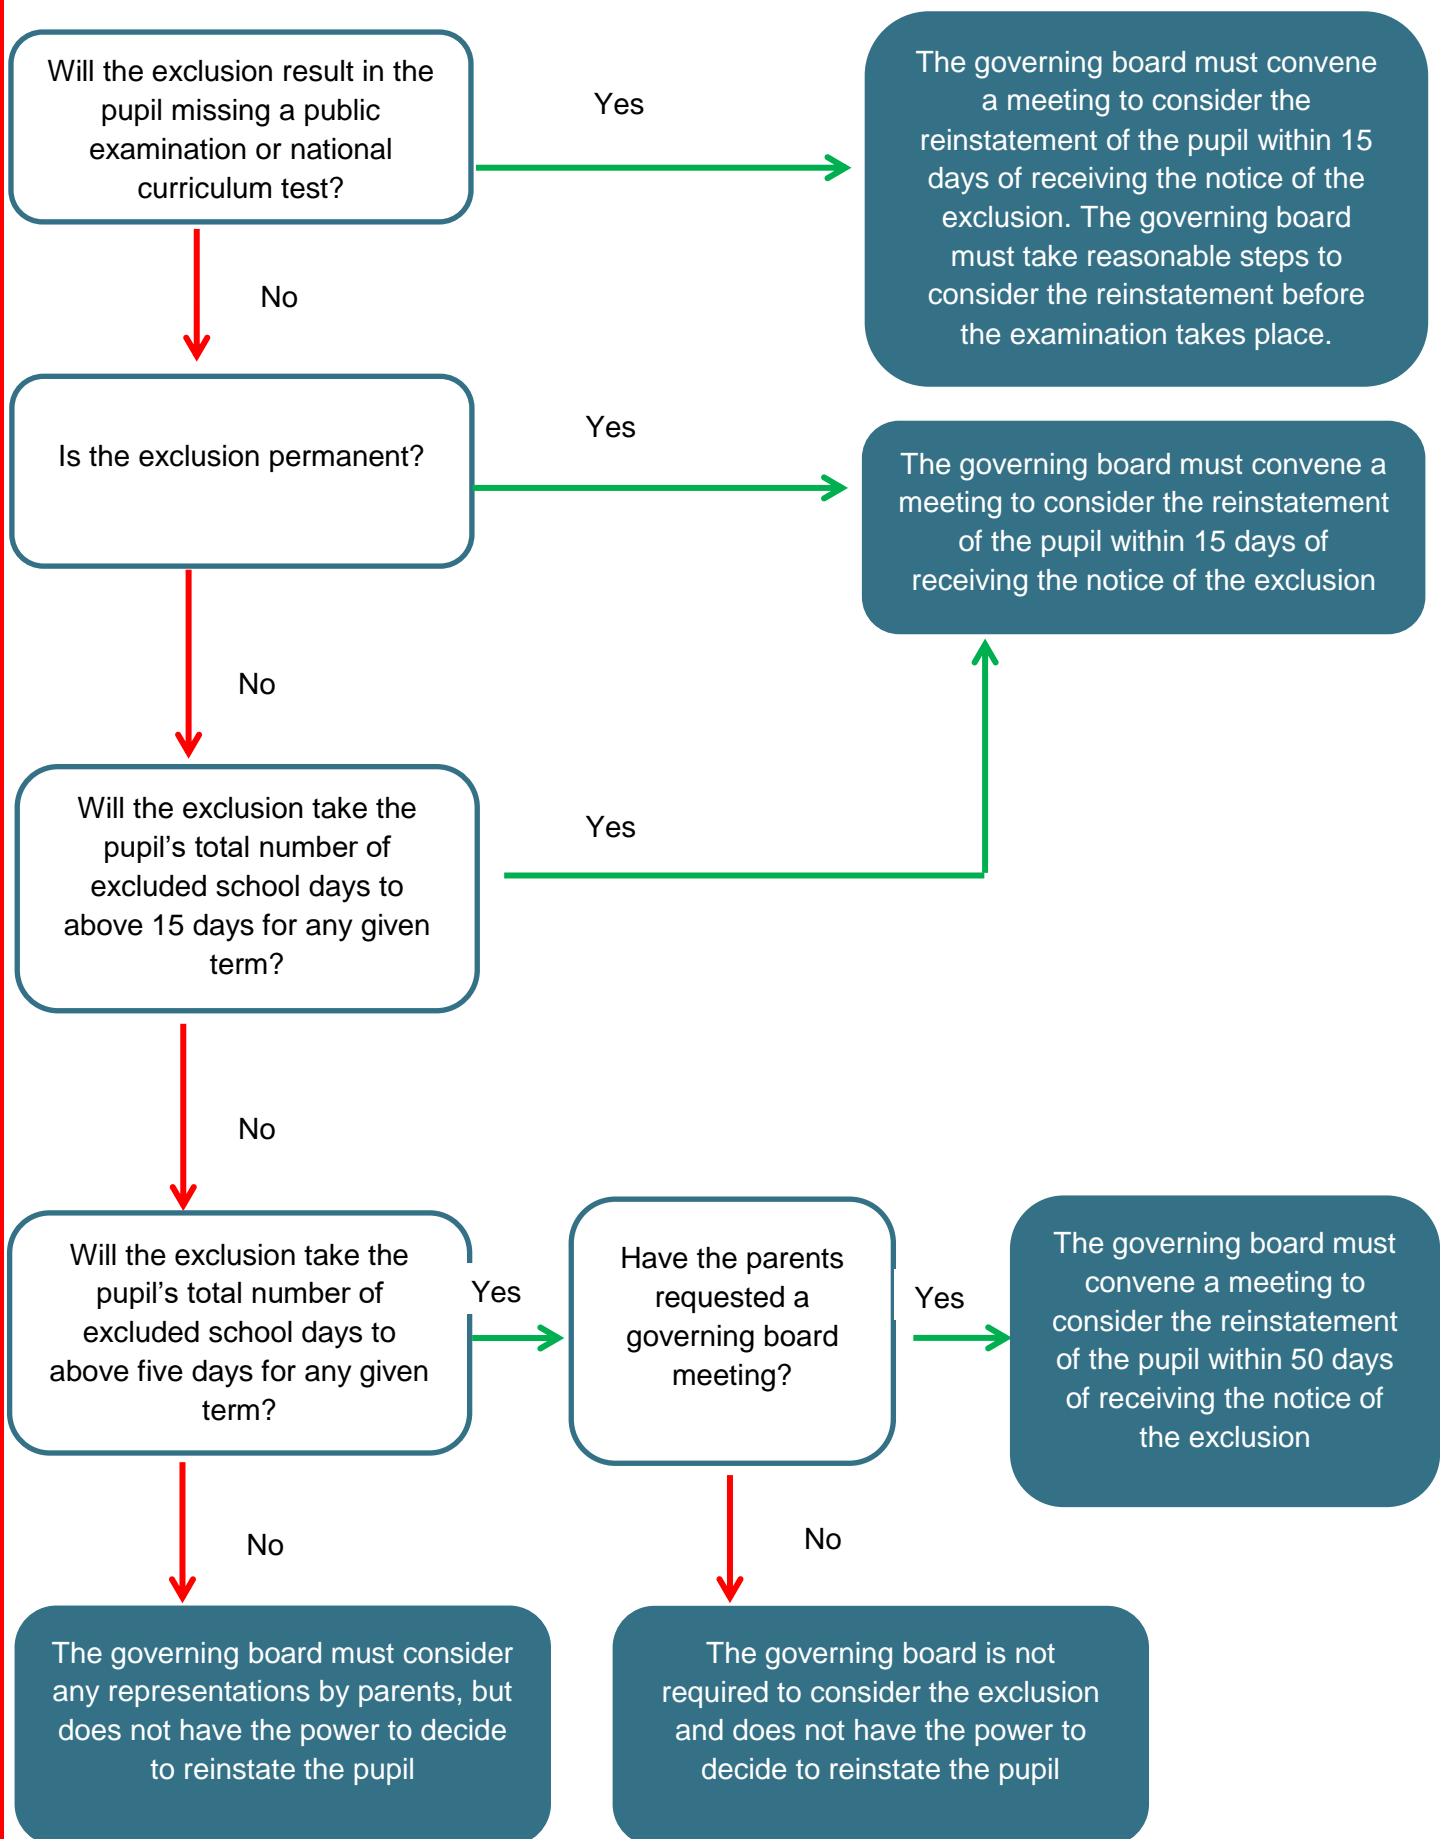 Will the exclusion result in the
pupil missing a public
examination or national
curriculum test?
Yes
The governing board must convene
a meeting to consider the
reinstatement of the pupil within 15
days of receiving the notice of the
exclusion. The governing board
must take reasonable steps to
consider the reinstatement before
the examination takes place.
No
Is the exclusion permanent?
Yes
The governing board must convene a
meeting to consider the reinstatement
of the pupil within 15 days of
receiving the notice of the exclusion
No
Will the exclusion take the
pupil’s total number of
excluded school days to
above 15 days for any given
term?
Yes
No
Will the exclusion take the
pupil’s total number of
excluded school days to
above five days for any given
term?
Yes
Have the parents
requested a
governing board
meeting?
Yes
The governing board must
convene a meeting to
consider the reinstatement
of the pupil within 50 days
of receiving the notice of
the exclusion
No
No
The governing board must consider
any representations by parents, but
does not have the power to decide
to reinstate the pupil
The governing board is not
required to consider the exclusion
and does not have the power to
decide to reinstate the pupil